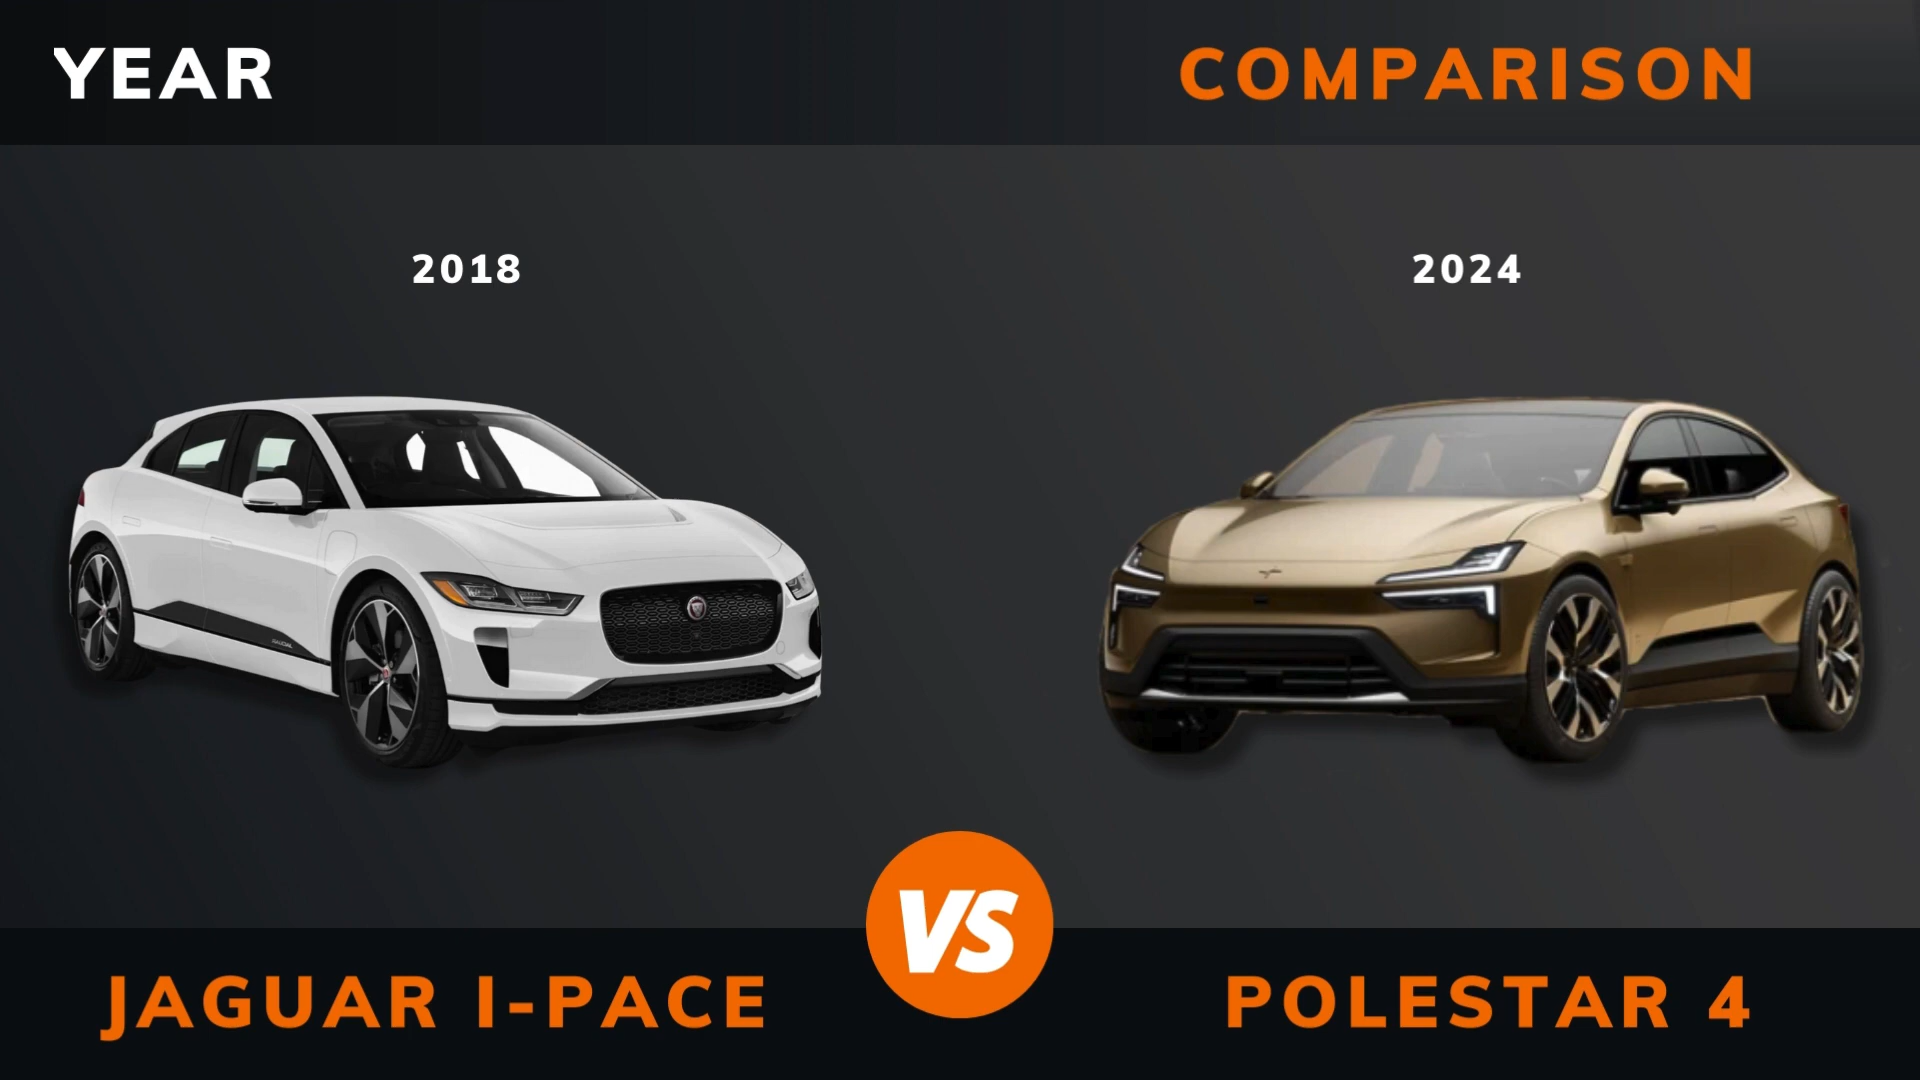 YEAR
COMPARISON
2018
2024
VS
JAGUAR I-PACE
POLESTAR 4